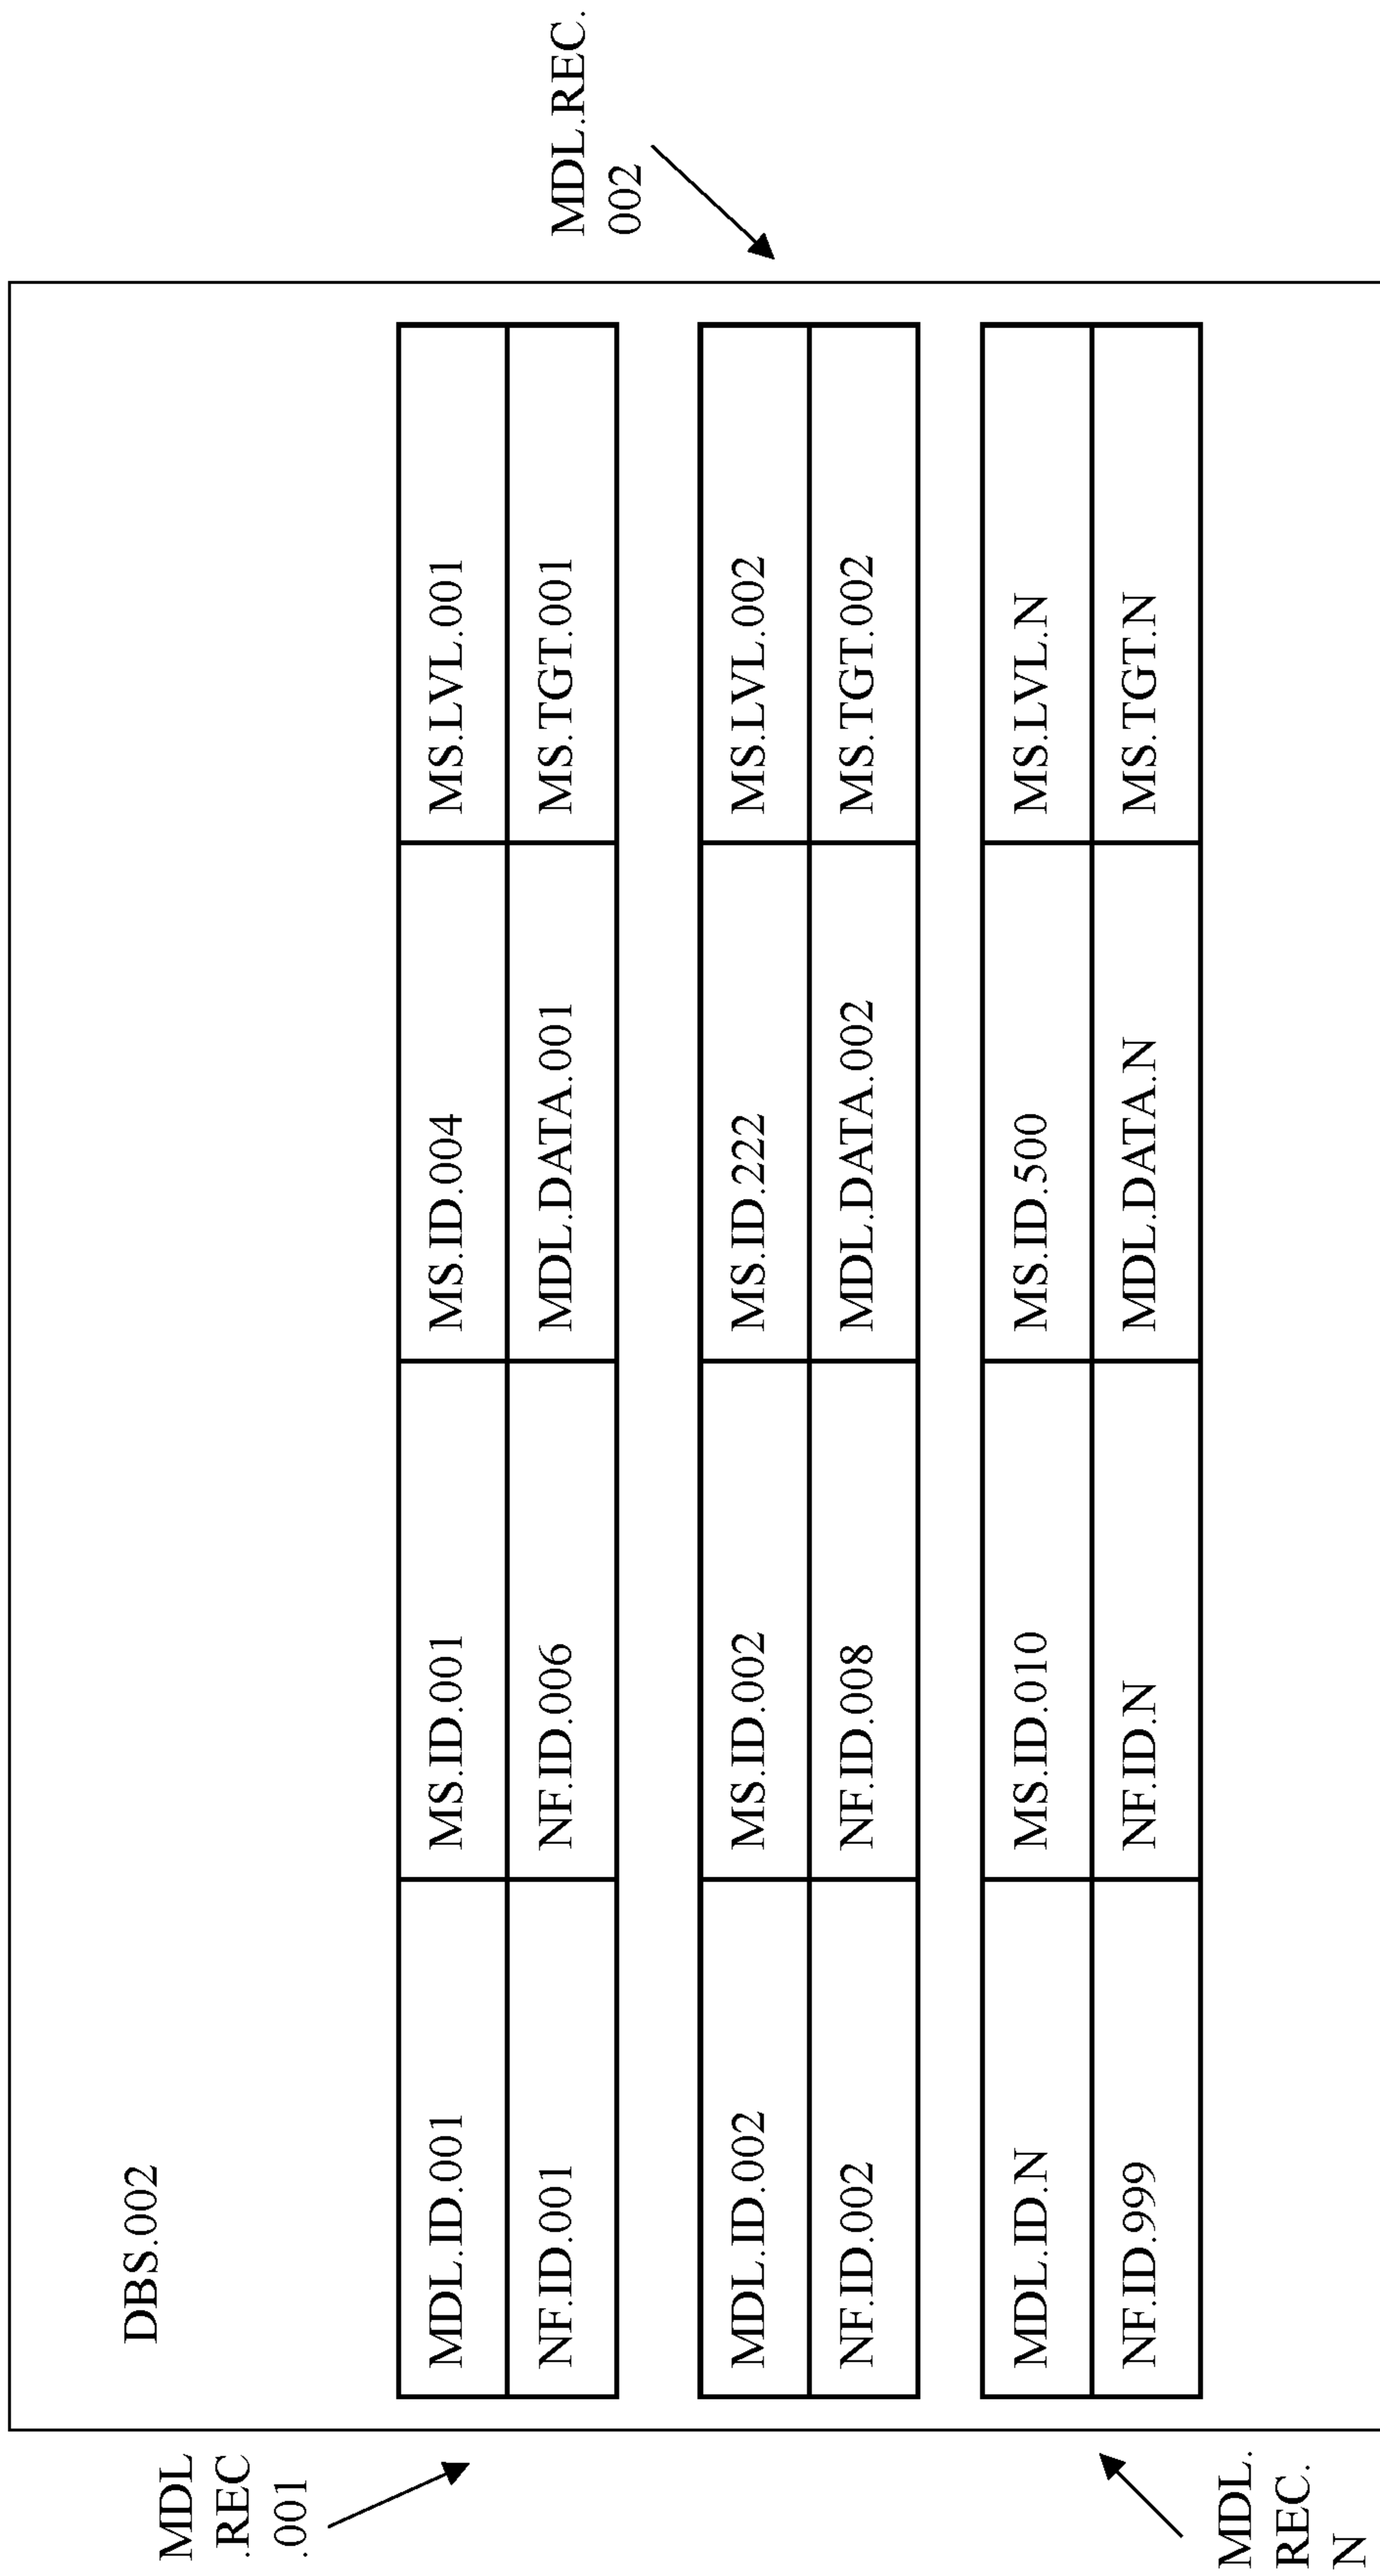 DBS.002
MDL
.REC
.001
MDL.ID.001 MS.ID.001 MS.ID.004 MS.LVL.001
NF.ID.001 NF.ID.006 MDL.DATA.001 MS.TGT.001
MDL.REC.
002
MDL.ID.002 MS.ID.002 MS.ID.222 MS.LVL.002
NF.ID.002 NF.ID.008 MDL.DATA.002 MS.TGT.002
MDL.ID.N MS.ID.010 MS.ID.500 MS.LVL.N
NF.ID.999 NF.ID.N MDL.DATA.N MS.TGT.N
MDL.
REC.
N